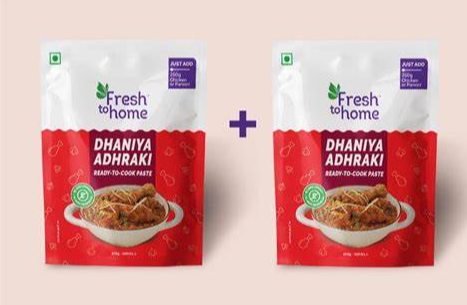 JUST ADD
250g
Chicken
or Paneer
Fresh
to home
DHANIYA
ADHRAKI
READY-TO-COOK PASTE
+
JUST ADD
250g
Chicken
or Paneer
Fresh
to home
DHANIYA
ADHRAKI
READY-TO-COOK PASTE